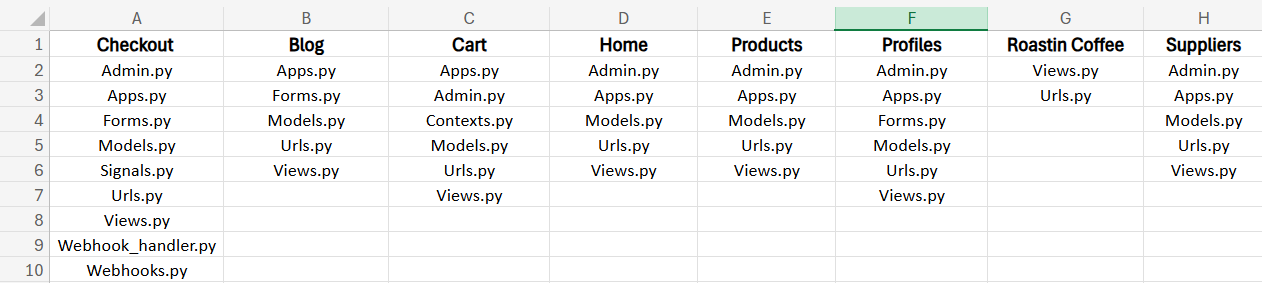 A B C D E F G H
1 Checkout Blog Cart Home Products Profiles Roastin Coffee Suppliers
2 Admin.py Apps.py Apps.py Admin.py Admin.py Admin.py Views.py Admin.py
3 Apps.py Forms.py Admin.py Apps.py Apps.py Apps.py Urls.py Apps.py
4 Forms.py Models.py Contexts.py Models.py Models.py Forms.py Models.py
5 Models.py Urls.py Models.py Urls.py Urls.py Models.py Urls.py
6 Signals.py Views.py Urls.py Views.py Views.py Urls.py Views.py
7 Urls.py Views.py Views.py
8 Views.py
9 Webhook_handler.py
10 Webhooks.py